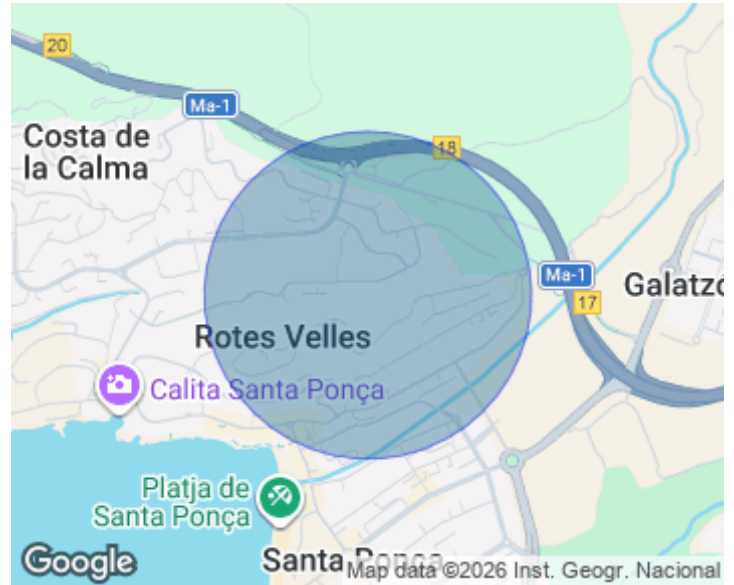 20
Ma-1
Costa de
la Calma
18
Ma-1
17
Galatzó
Rotes Velles
Calita Santa Ponça
Platja de
Santa Ponça
Santa Ponça
Google
Map data ©2026 Inst. Geogr. Nacional